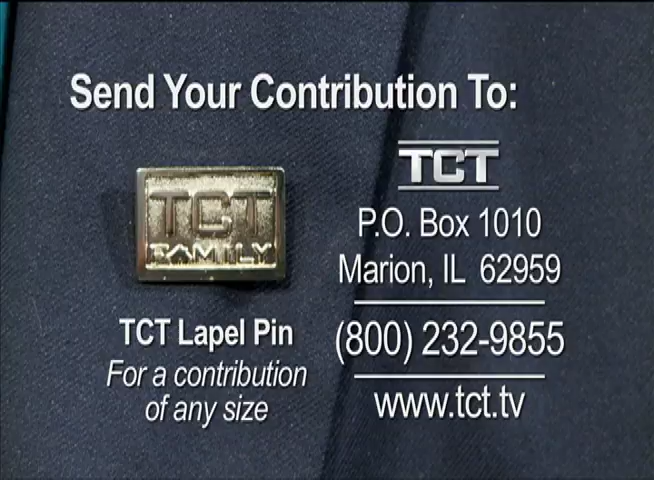 Send Your Contribution To:
TCT
FAMILY
TCT Lapel Pin
For a contribution
of any size
TCT
P.O. Box 1010
Marion, IL 62959
(800) 232-9855
www.tct.tv